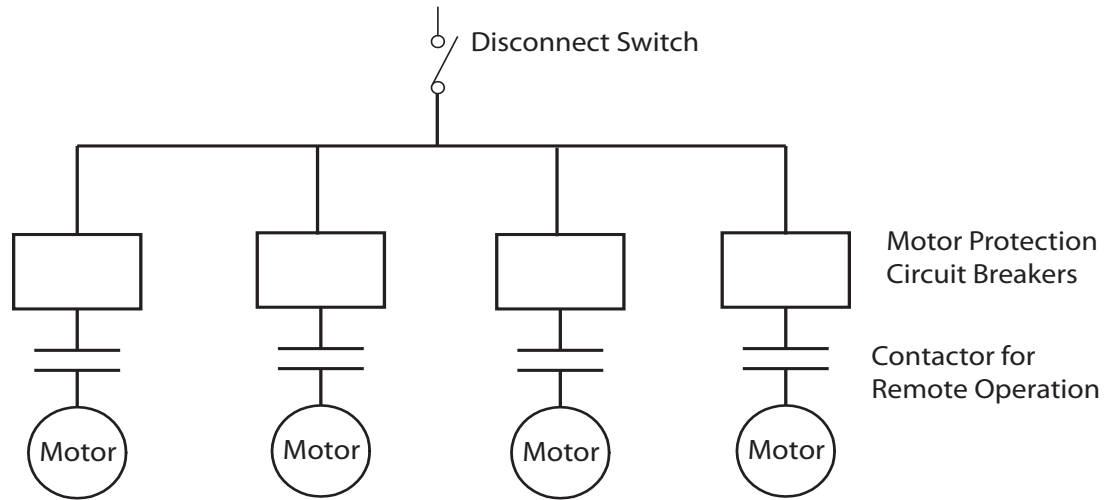 Disconnect Switch
Motor Protection
Circuit Breakers
Contactor for
Remote Operation
Motor
Motor
Motor
Motor